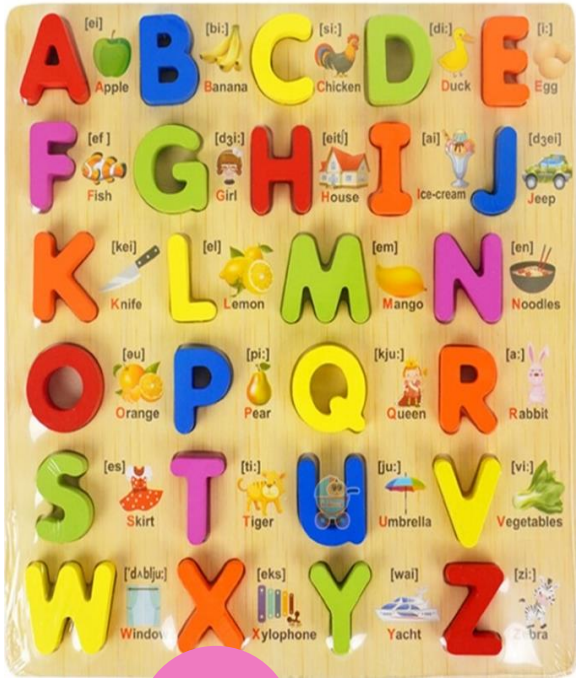 A [ei] B [bi:] C [si:] D [di:] E [i:]
Apple Banana Chicken Duck Egg
F [ef] G [dʒi:] H [eitʃ] I [ai] J [dʒei]
Fish Girl House Ice-cream Jeep
K [kei] L [el] M [em] N [en]
Knife Lemon Mango Noodles
O [əu] P [pi:] Q [kju:] R [a:]
Orange Pear Queen Rabbit
S [es] T [ti:] U [ju:] V [vi:]
Skirt Tiger Umbrella Vegetables
W ['dʌblju:] X [eks] Y [wai] Z [zi:]
Window Xylophone Yacht Zebra